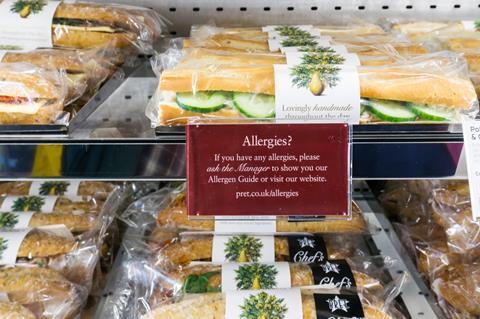 Lovingly handmade
throughout the day
Allergies?
If you have any allergies, please
ask the Manager to show you our
Allergen Guide or visit our website.
pret.co.uk/allergies
Chef's
Chef's